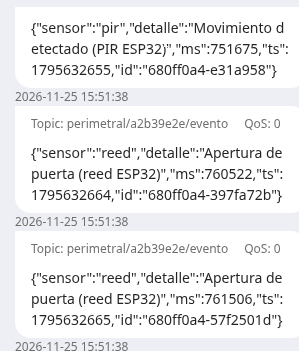 {"sensor":"pir","detalle":"Movimiento d
etectado (PIR ESP32)","ms":751675,"ts":
1795632655,"id":"680ff0a4-e31a958"}
2026-11-25 15:51:38
Topic: perimetral/a2b39e2e/evento QoS: 0
{"sensor":"reed","detalle":"Apertura de
puerta (reed ESP32)","ms":760522,"ts":
1795632664,"id":"680ff0a4-397fa72b"}
2026-11-25 15:51:38
Topic: perimetral/a2b39e2e/evento QoS: 0
{"sensor":"reed","detalle":"Apertura de
puerta (reed ESP32)","ms":761506,"ts":
1795632665,"id":"680ff0a4-57f2501d"}
2026-11-25 15:51:38